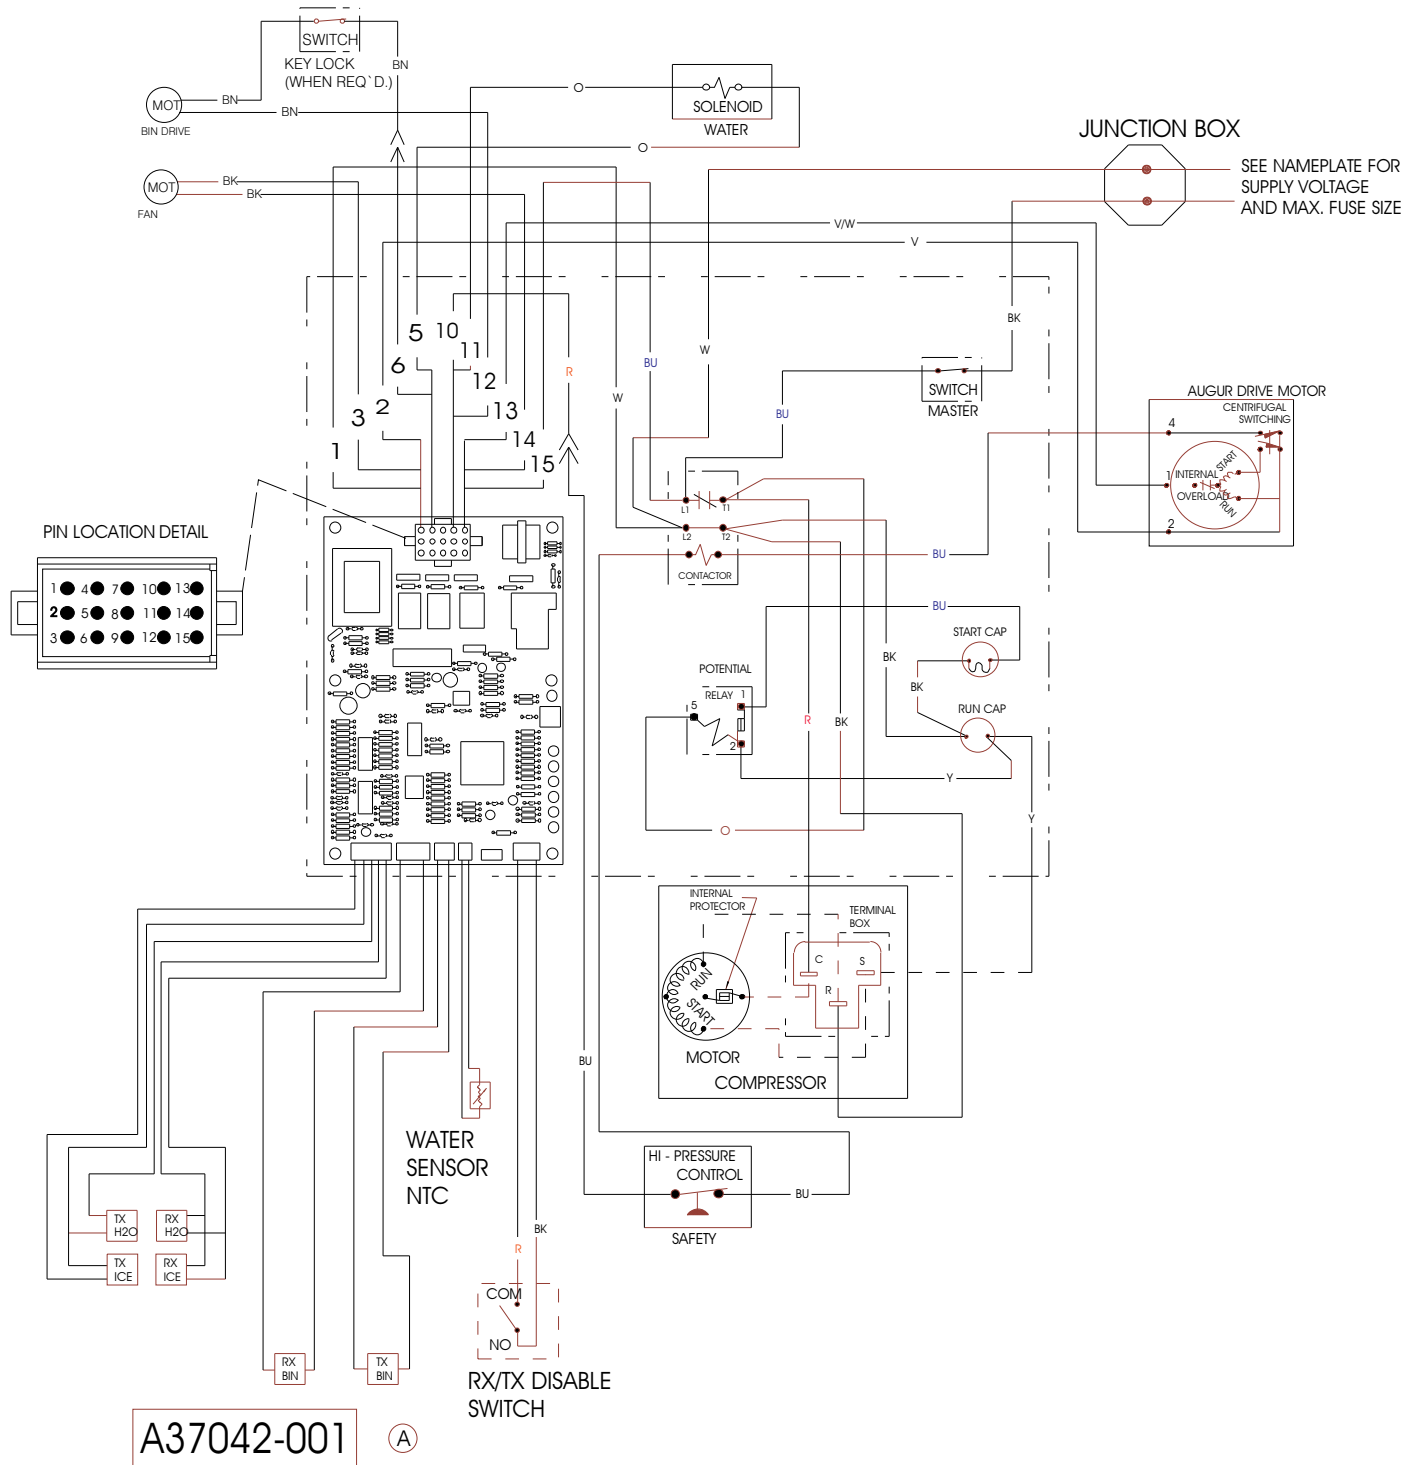 SWITCH
KEY LOCK
(WHEN REQ`D.)
BN
MOT
BN
BN
BIN DRIVE
MOT
BK
BK
FAN
O
SOLENOID
WATER
O
JUNCTION BOX
SEE NAMEPLATE FOR
SUPPLY VOLTAGE
AND MAX. FUSE SIZE
V/W
V
BK
W
BU
R
W
BU
SWITCH
MASTER
5
10
11
6
12
2
13
3
14
1
15
AUGUR DRIVE MOTOR
CENTRIFUGAL
SWITCHING
4
1
INTERNAL
OVERLOAD
START
RUN
2
L1
T1
L2
T2
CONTACTOR
BU
PIN LOCATION DETAIL
1 4 7 10 13
2 5 8 11 14
3 6 9 12 15
BU
START CAP
BK
BK
RUN CAP
POTENTIAL
RELAY
1
5
2
R
BK
Y
O
Y
INTERNAL
PROTECTOR
TERMINAL
BOX
C
S
R
RUN
START
MOTOR
COMPRESSOR
BU
WATER
SENSOR
NTC
HI - PRESSURE
CONTROL
BU
SAFETY
TX
H2O
RX
H2O
TX
ICE
RX
ICE
BK
R
COM
NO
RX/TX DISABLE
SWITCH
RX
BIN
TX
BIN
A37042-001
A